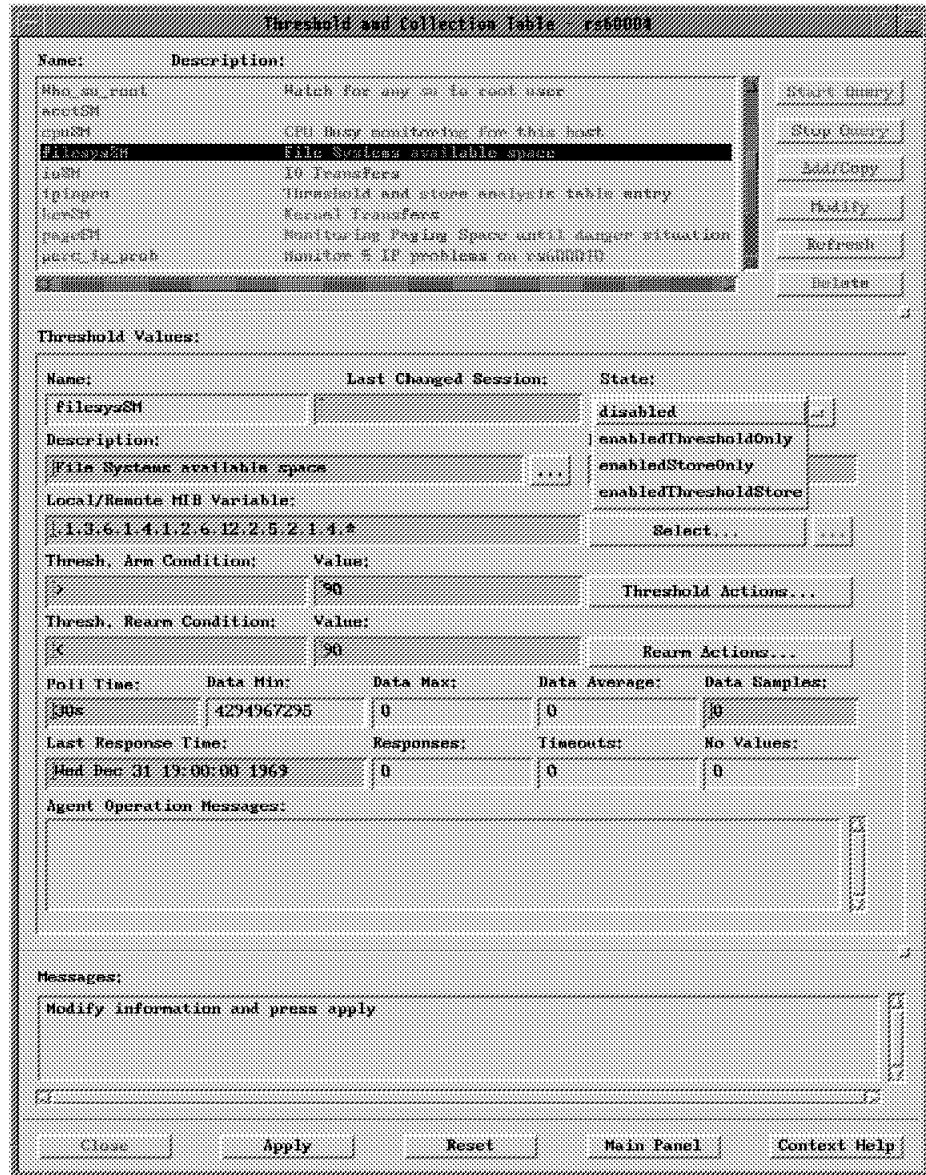 Threshold and Collection Table - rs60004
Name: Description:
Who_su_root Watch for any su to root user
acctSM
cpuSM CPU Busy monitoring for this host
filesysSM File Systems available space
ioSM IO Transfers
ipinpro Threshold and store analysis table entry
kernSM Kernel Transfers
pageSM Monitoring Paging Space until danger situation
perc_ip_prob Monitor % IP problems on rs600010
Start Query
Stop Query
Add/Copy
Modify
Refresh
Delete
Threshold Values:
Name: Last Changed Session: State:
filesysSM disabled
Description: enabledThresholdOnly
File Systems available space ... enabledStoreOnly
Local/Remote MIB Variable: enabledThresholdStore
.1.3.6.1.4.1.2.6.12.2.5.2.1.4.* Select... ...
Thresh. Arm Condition: Value:
> 90 Threshold Actions...
Thresh. Rearm Condition: Value:
< 90 Rearm Actions...
Poll Time: Data Min: Data Max: Data Average: Data Samples:
30s 4294967295 0 0 0
Last Response Time: Responses: Timeouts: No Values:
Wed Dec 31 19:00:00 1969 0 0 0
Agent Operation Messages:
Messages:
Modify information and press apply
Close Apply Reset Main Panel Context Help